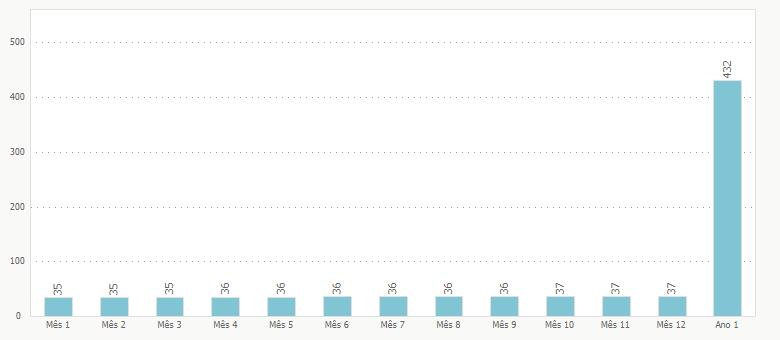 500
400
300
200
100
0
35
35
35
36
36
36
36
36
36
37
37
37
432
Mês 1
Mês 2
Mês 3
Mês 4
Mês 5
Mês 6
Mês 7
Mês 8
Mês 9
Mês 10
Mês 11
Mês 12
Ano 1